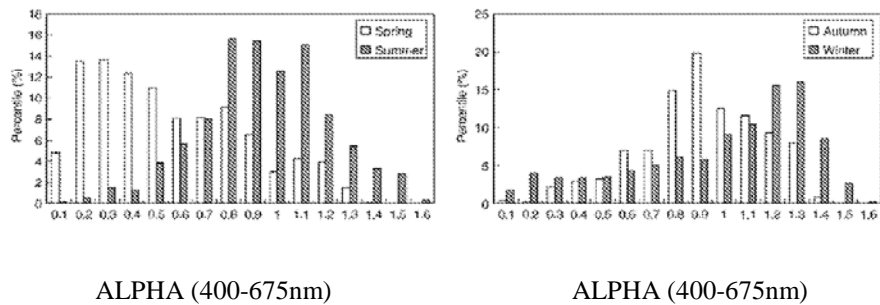 18
16
14
12
10
8
6
4
2
0
Percentile (%)
Spring
Summer
0.1 0.2 0.3 0.4 0.5 0.6 0.7 0.8 0.9 1 1.1 1.2 1.3 1.4 1.5 1.6
ALPHA (400-675nm)
25
20
15
10
5
0
Percentile (%)
Autumn
Winter
0.1 0.2 0.3 0.4 0.5 0.6 0.7 0.8 0.9 1 1.1 1.2 1.3 1.4 1.5 1.6
ALPHA (400-675nm)